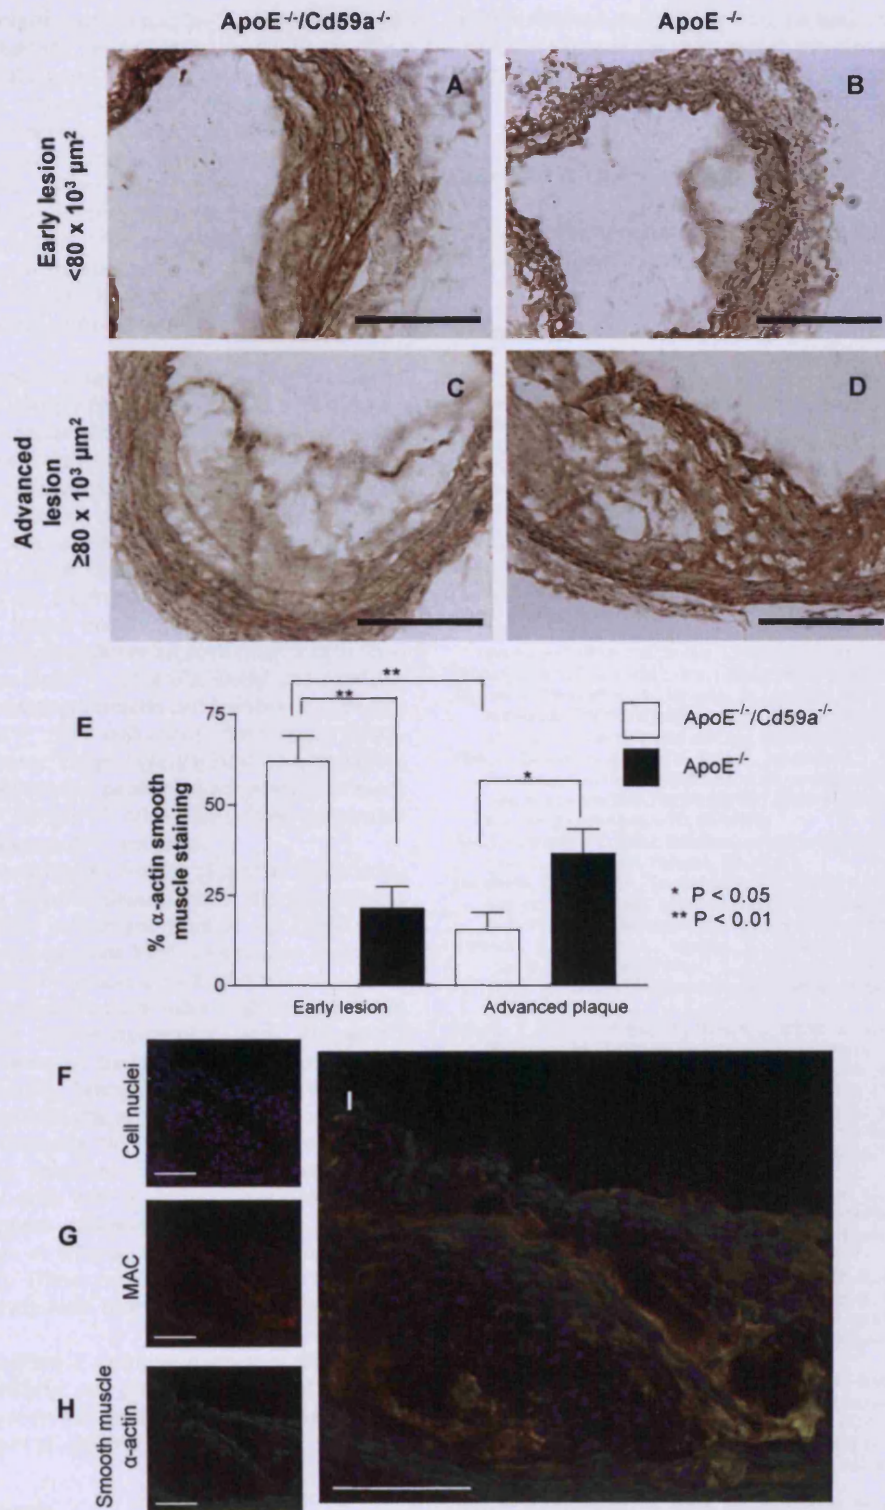 ApoE⁻/⁻/Cd59a⁻/⁻
ApoE ⁻/⁻
Early lesion
<80 x 10³ µm²
A
B
Advanced
lesion
≥80 x 10³ µm²
C
D
E
% α-actin smooth
muscle staining
75
50
25
0
**
**
*
Early lesion
Advanced plaque
ApoE⁻/⁻/Cd59a⁻/⁻
ApoE⁻/⁻
* P < 0.05
** P < 0.01
F
Cell nuclei
G
MAC
H
Smooth muscle
α-actin
I